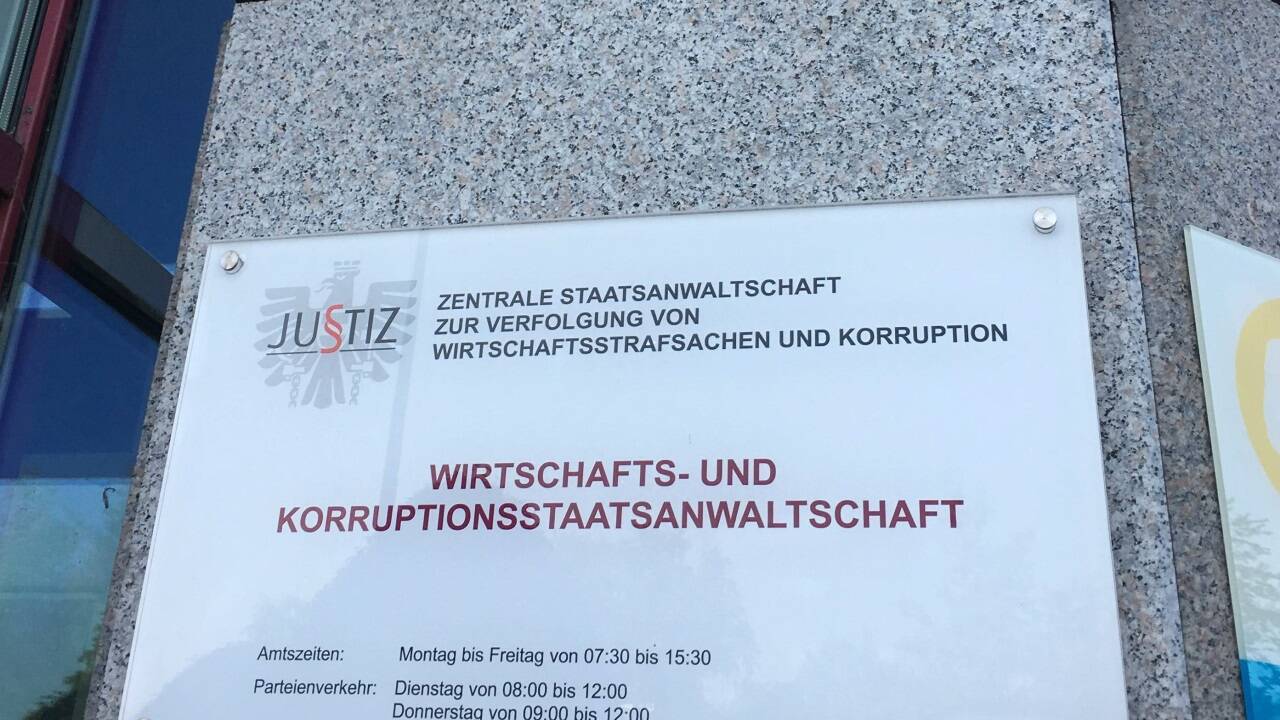 JUSTIZ
ZENTRALE STAATSANWALTSCHAFT
ZUR VERFOLGUNG VON
WIRTSCHAFTSSTRAFSACHEN UND KORRUPTION
WIRTSCHAFTS- UND
KORRUPTIONSSTAATSANWALTSCHAFT
Amtszeiten: Montag bis Freitag von 07:30 bis 15:30
Parteienverkehr: Dienstag von 08:00 bis 12:00
Donnerstag von 09:00 bis 12:00